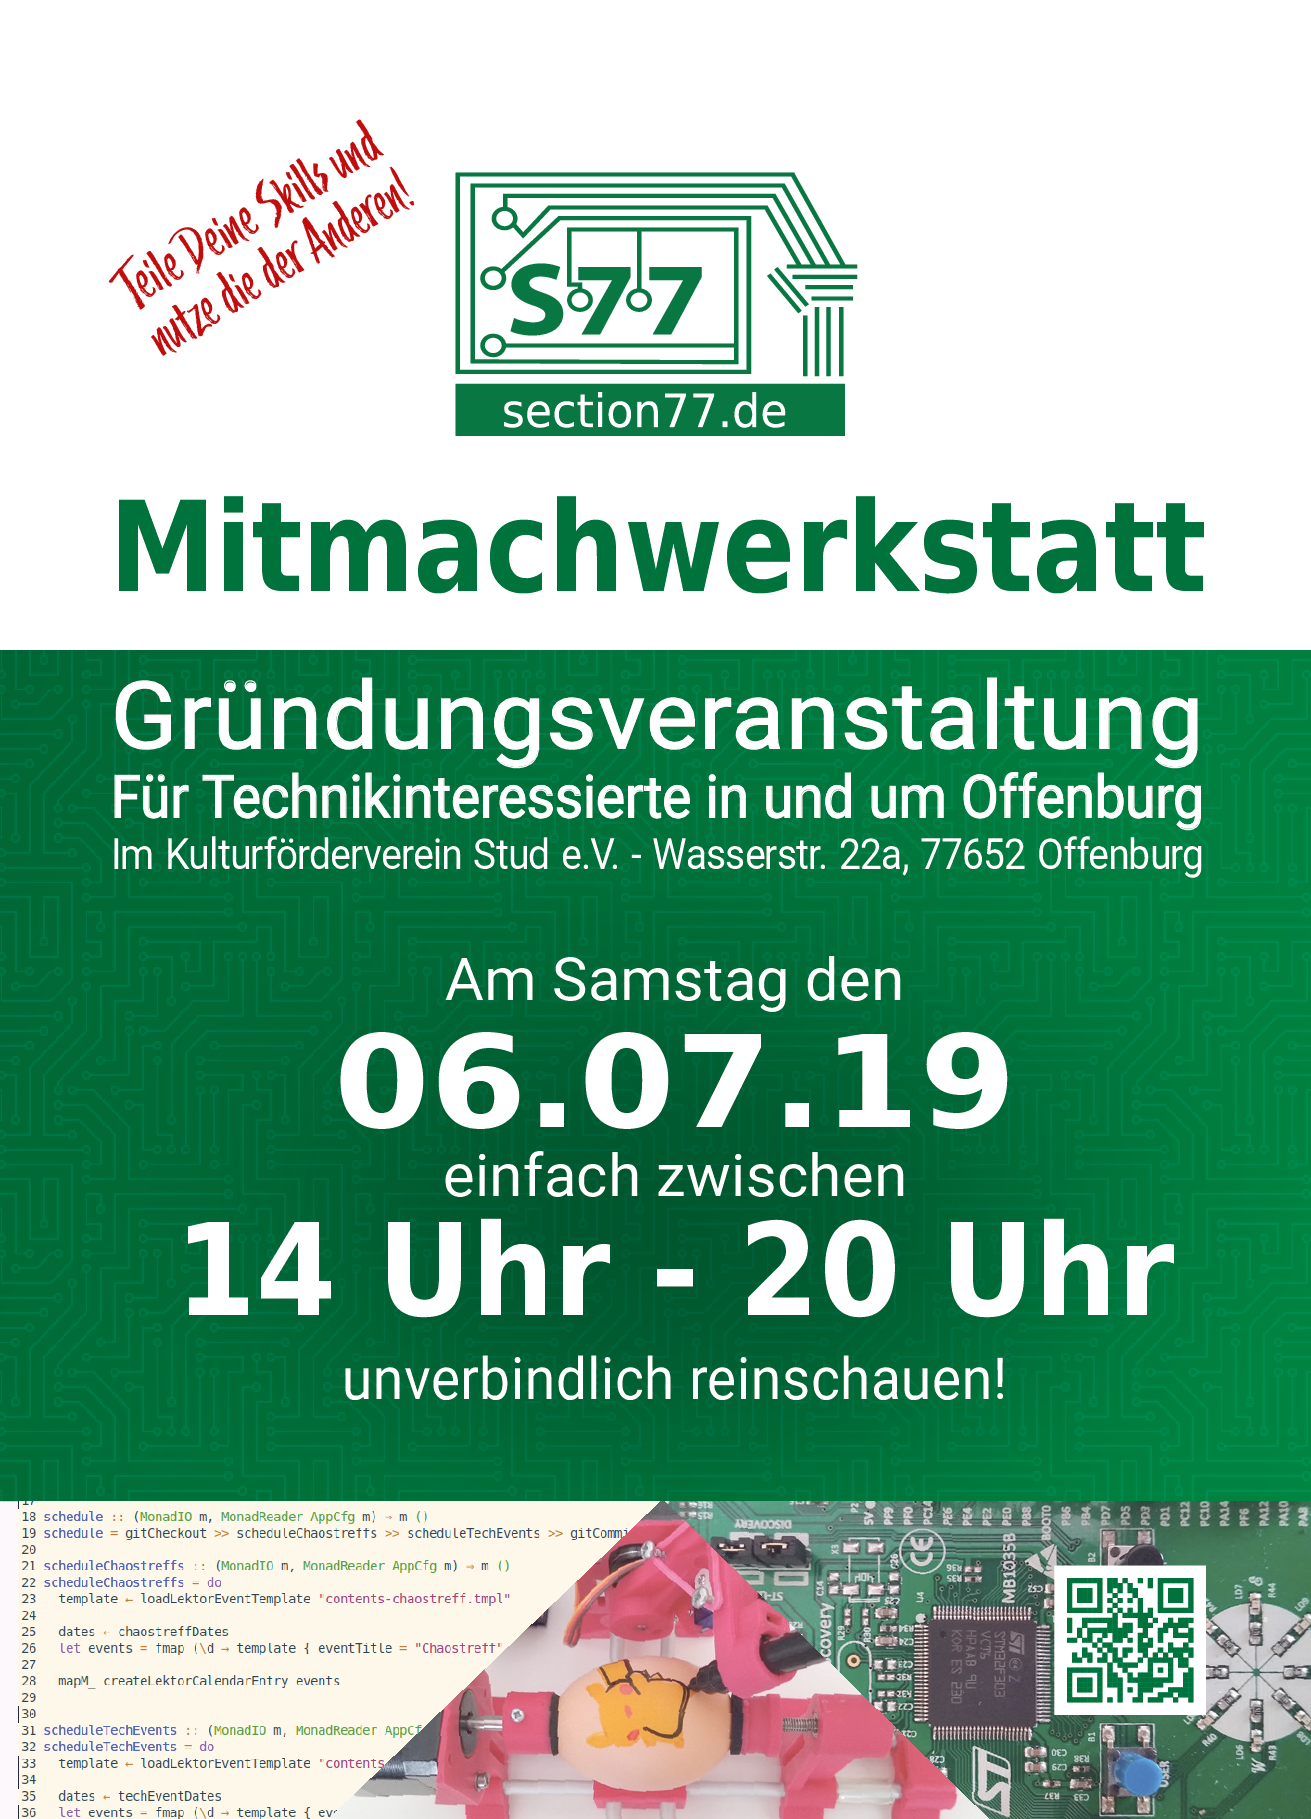 Teile Deine Skills und
nutze die der Anderen!
S77
section77.de
Mitmachwerkstatt
Gründungsveranstaltung
Für Technikinteressierte in und um Offenburg
Im Kulturförderverein Stud e.V. - Wasserstr. 22a, 77652 Offenburg
Am Samstag den
06.07.19
einfach zwischen
14 Uhr - 20 Uhr
unverbindlich reinschauen!
18 schedule :: (MonadIO m, MonadReader AppCfg m) → m ()
19 schedule = gitCheckout >> scheduleChaostreffs >> scheduleTechEvents >> gitCommi
20
21 scheduleChaostreffs :: (MonadIO m, MonadReader AppCfg m) → m ()
22 scheduleChaostreffs = do
23 template ← loadLektorEventTemplate "contents-chaostreff.tmpl"
24
25 dates ← chaostreffDates
26 let events = fmap (\d → template { eventTitle = "Chaostreff"
27
28 mapM_ createLektorCalendarEntry events
29
30
31 scheduleTechEvents :: (MonadIO m, MonadReader AppCf
32 scheduleTechEvents = do
33 template ← loadLektorEventTemplate "contents
34
35 dates ← techEventDates
36 let events = fmap (\d → template { eve
DISCOVERY
MB1035B
BOOT0
covery
USER